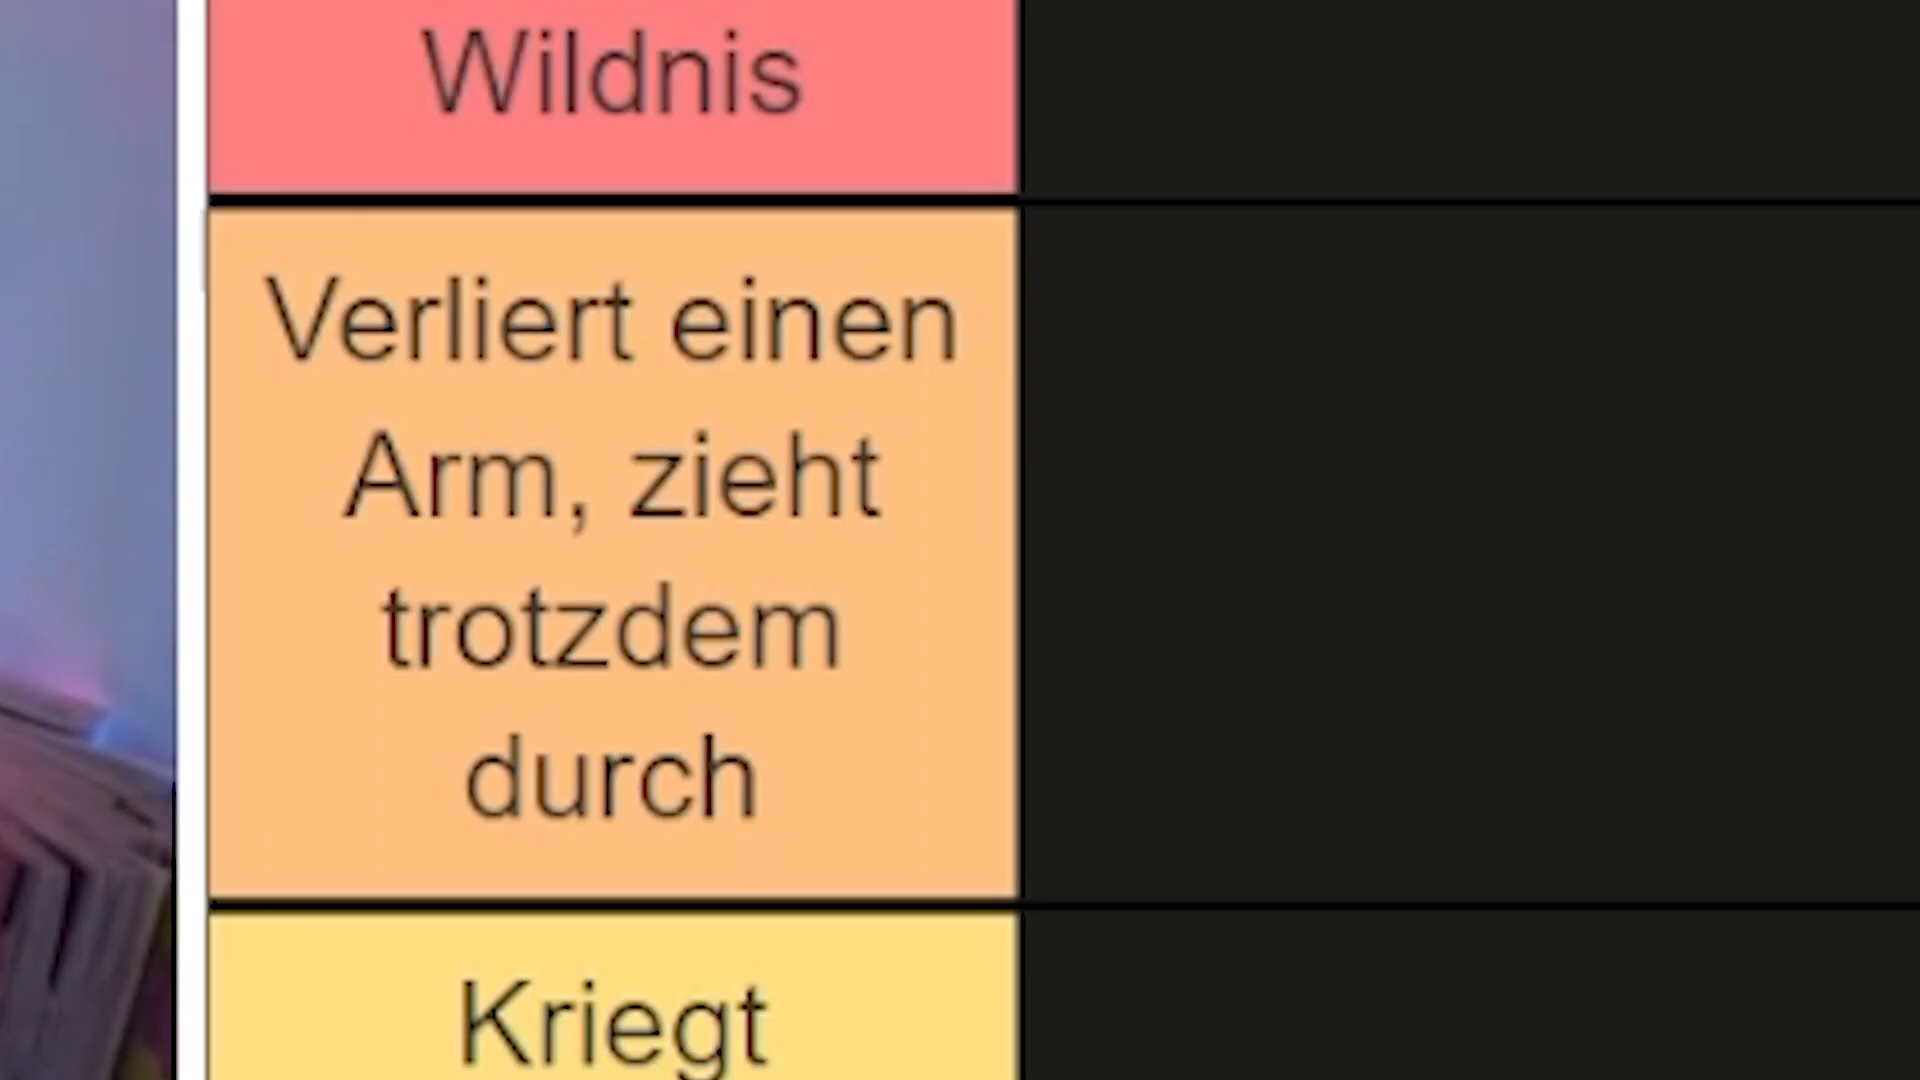 Wildnis
Verliert einen
Arm, zieht
trotzdem
durch
Kriegt